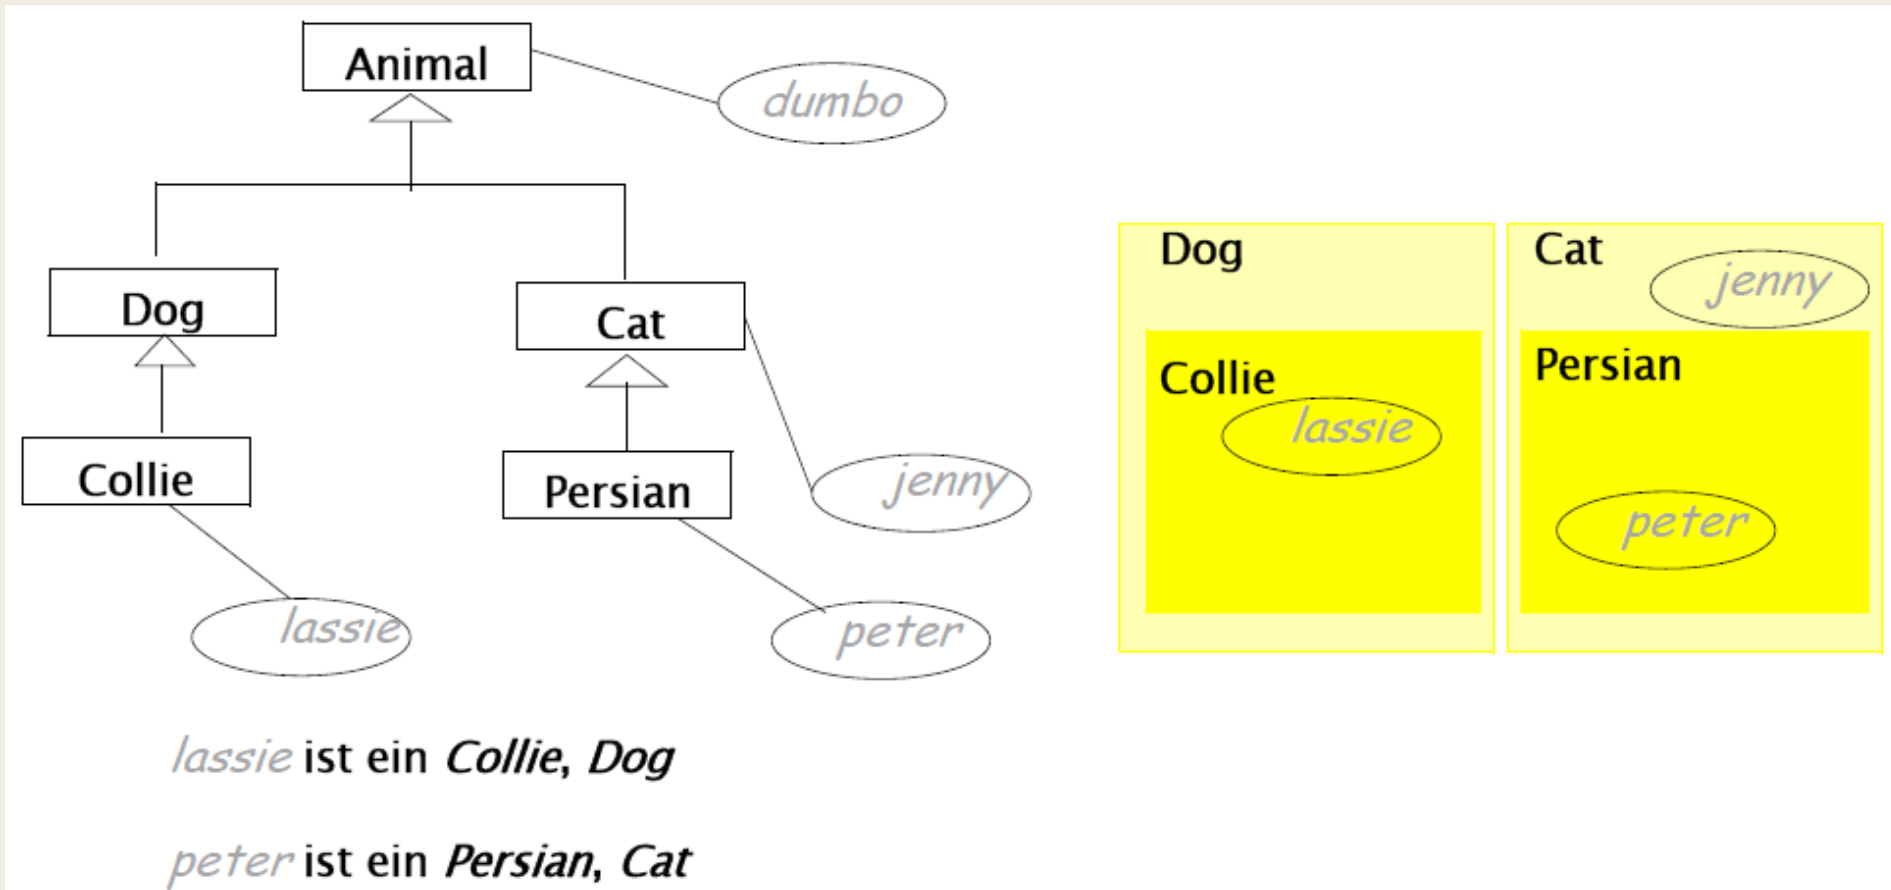 Animal
dumbo
Dog
Cat
Collie
Persian
jenny
lassie
peter
Dog
Collie
lassie
Cat
jenny
Persian
peter
lassie ist ein Collie, Dog
peter ist ein Persian, Cat